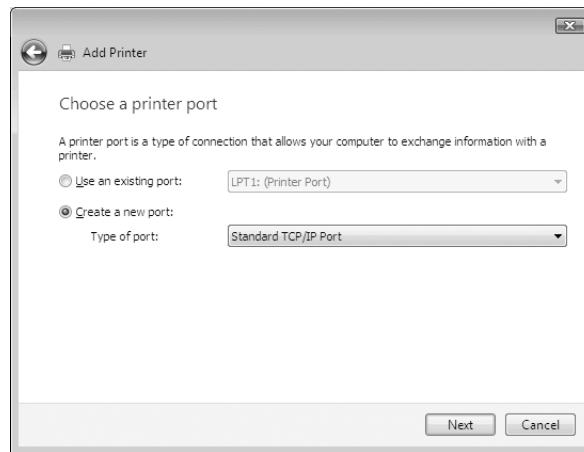 Add Printer
Choose a printer port
A printer port is a type of connection that allows your computer to exchange information with a
printer.
Use an existing port: LPT1: (Printer Port)
Create a new port:
Type of port: Standard TCP/IP Port
Next Cancel